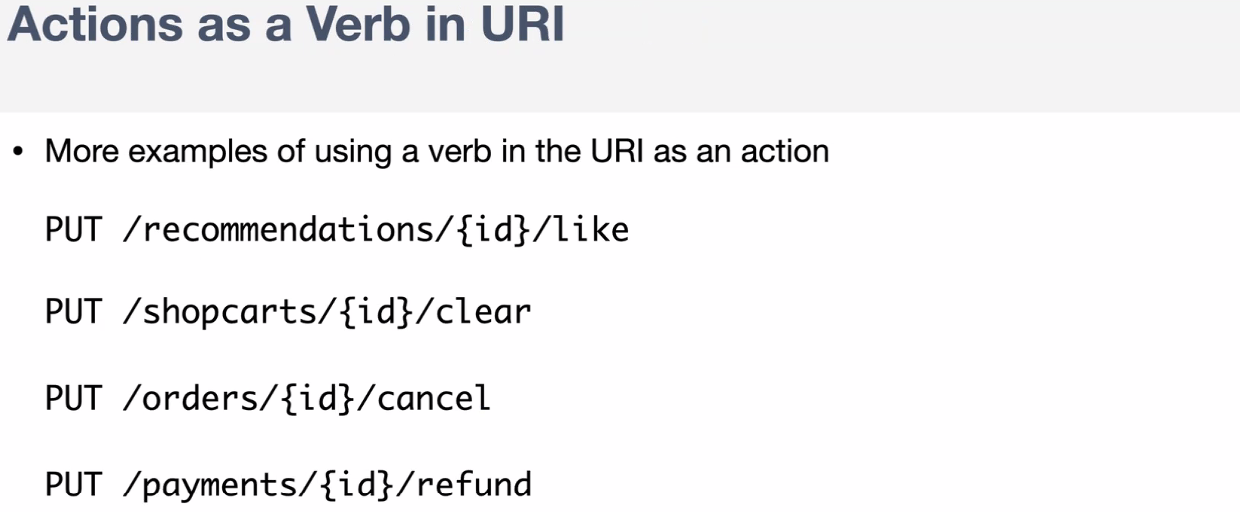 Actions as a Verb in URI
• More examples of using a verb in the URI as an action
PUT /recommendations/{id}/like
PUT /shopcarts/{id}/clear
PUT /orders/{id}/cancel
PUT /payments/{id}/refund